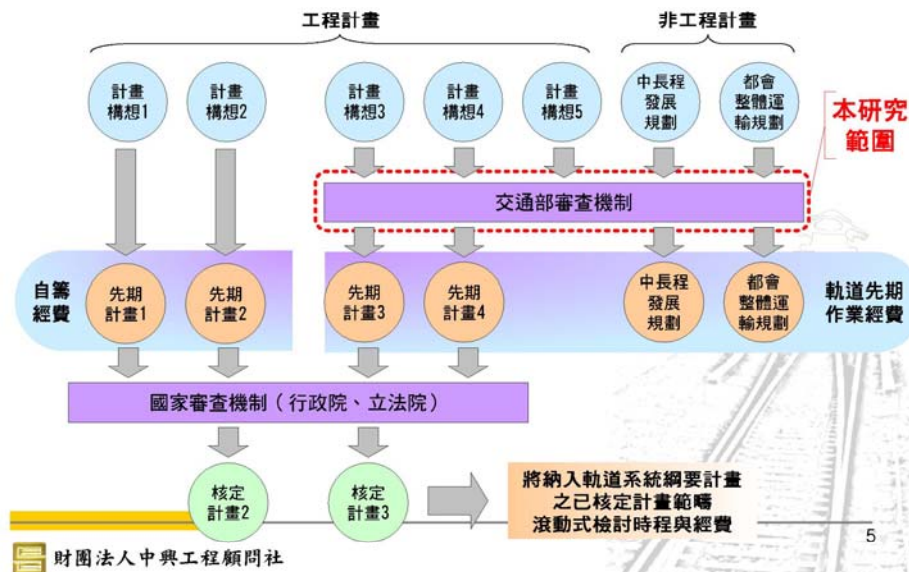 工程計畫
非工程計畫
計畫
構想1
計畫
構想2
計畫
構想3
計畫
構想4
計畫
構想5
中長程
發展
規劃
都會
整體運
輸規劃
本研究
範圍
交通部審查機制
自籌
經費
先期
計畫1
先期
計畫2
先期
計畫3
先期
計畫4
中長程
發展
規劃
都會
整體運
輸規劃
軌道先期
作業經費
國家審查機制（行政院、立法院）
核定
計畫2
核定
計畫3
將納入軌道系統綱要計畫
之已核定計畫範疇
滾動式檢討時程與經費
5
財團法人中興工程顧問社